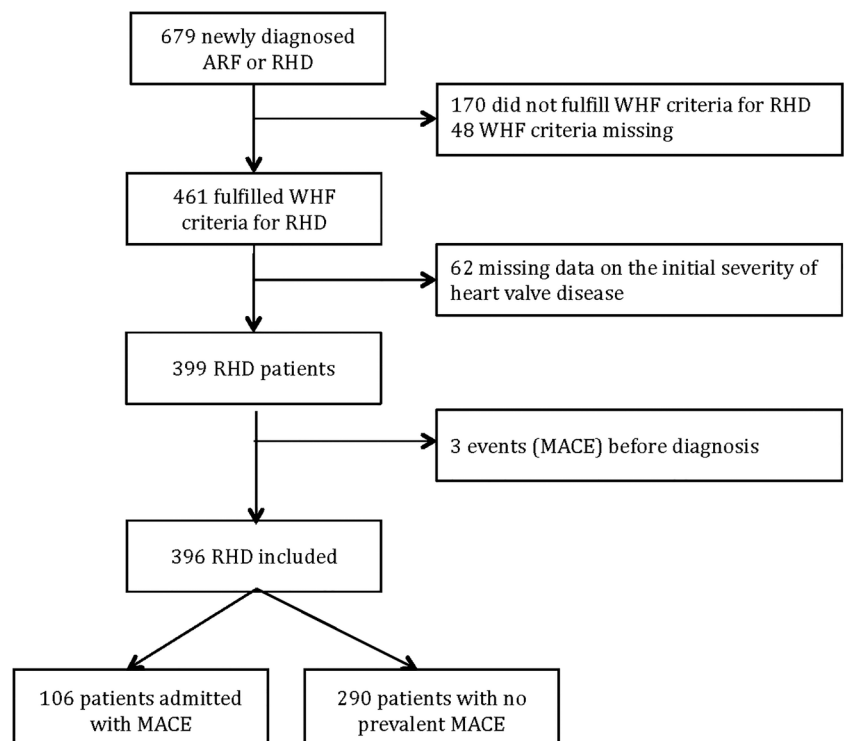 679 newly diagnosed
ARF or RHD
170 did not fulfill WHF criteria for RHD
48 WHF criteria missing
461 fulfilled WHF
criteria for RHD
62 missing data on the initial severity of
heart valve disease
399 RHD patients
3 events (MACE) before diagnosis
396 RHD included
106 patients admitted
with MACE
290 patients with no
prevalent MACE